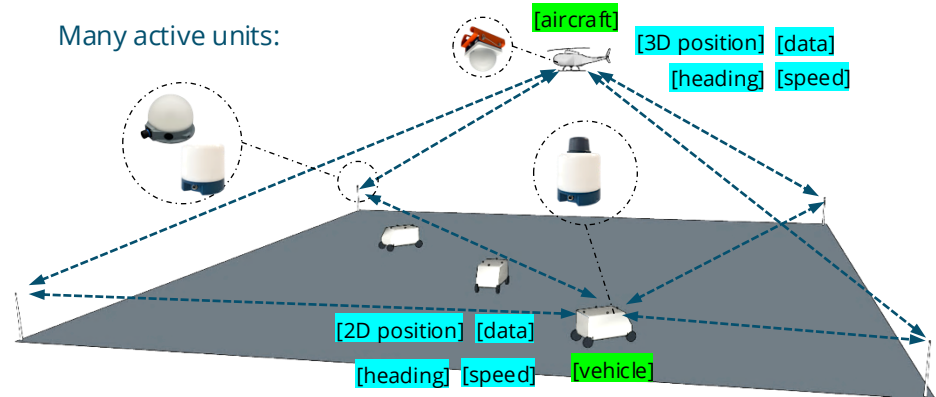 Many active units:
[aircraft]
[3D position] [data]
[heading] [speed]
[2D position] [data]
[heading] [speed]
[vehicle]